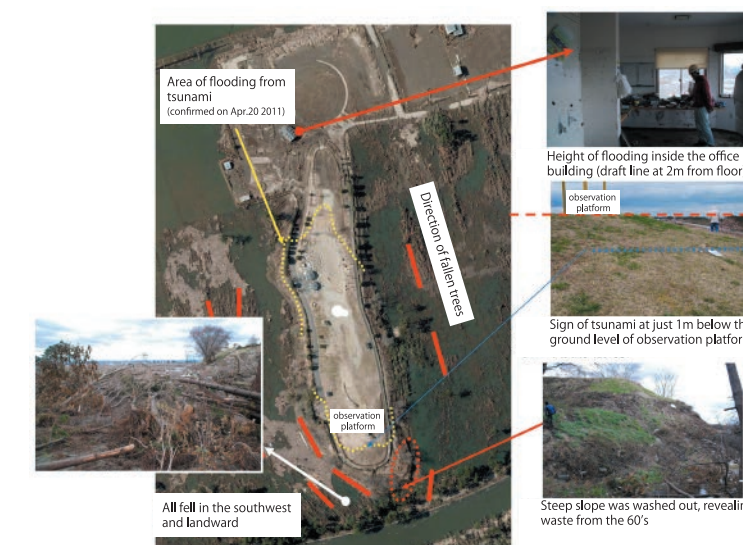 Area of flooding from
tsunami
(confirmed on Apr.20 2011)
Height of flooding inside the office
building (draft line at 2m from floor
observation
platform
Direction of fallen trees
Sign of tsunami at just 1m below th
ground level of observation platfor
observation
platform
All fell in the southwest
and landward
Steep slope was washed out, reveali
waste from the 60's